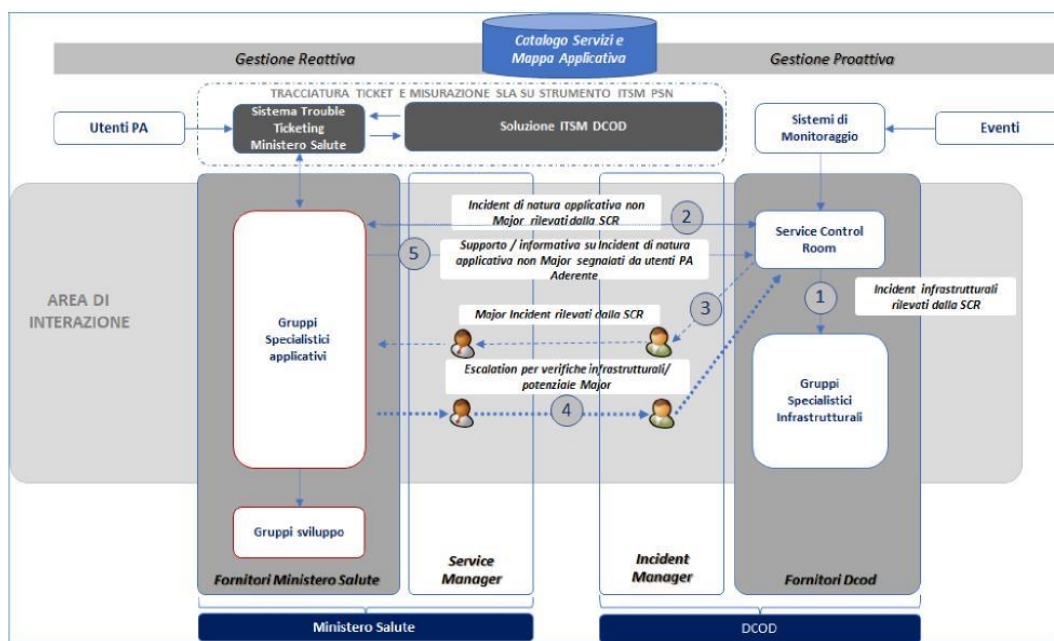 Catalogo Servizi e
Mappa Applicativa
Gestione Reattiva
Gestione Proattiva
TRACCIATURA TICKET E MISURAZIONE SLA SU STRUMENTO ITSM PSN
Utenti PA
Sistema Trouble
Ticketing
Ministero Salute
Soluzione ITSM DCOD
Sistemi di
Monitoraggio
Eventi
AREA DI
INTERAZIONE
Incident di natura applicativa non
Major rilevati dalla SCR
2
5
Supporto / informativa su Incident di natura
applicativa non Major segnalati da utenti PA
Aderente
Service Control
Room
1
Incident infrastrutturali
rilevati dalla SCR
3
Major Incident rilevati dalla SCR
Gruppi
Specialistici
applicativi
Escalation per verifiche infrastrutturali/
potenziale Major
4
Gruppi
Specialistici
Infrastrutturali
Gruppi sviluppo
Fornitori Ministero Salute
Service
Manager
Incident
Manager
Fornitori Dcod
Ministero Salute
DCOD